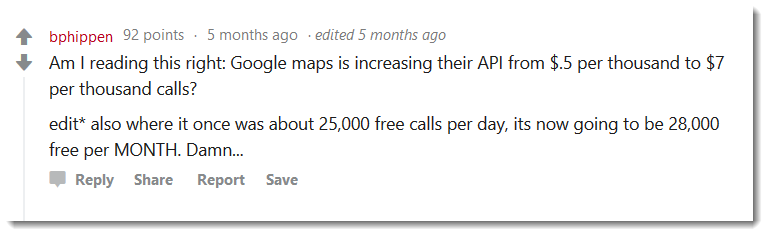 bphippen 92 points · 5 months ago · edited 5 months ago
Am I reading this right: Google maps is increasing their API from $.5 per thousand to $7
per thousand calls?
edit* also where it once was about 25,000 free calls per day, its now going to be 28,000
free per MONTH. Damn...
Reply Share Report Save